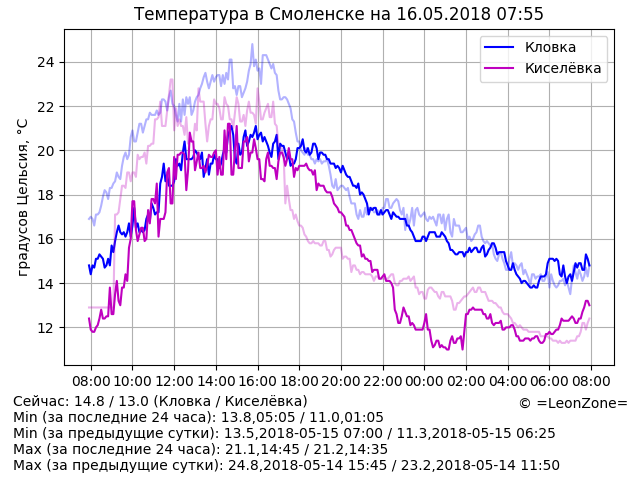 Температура в Смоленске на 16.05.2018 07:55
Кловка
Киселёвка
градусов Цельсия, °C
24
22
20
18
16
14
12
08:00 10:00 12:00 14:00 16:00 18:00 20:00 22:00 00:00 02:00 04:00 06:00 08:00
Сейчас: 14.8 / 13.0 (Кловка / Киселёвка)
© =LeonZone=
Min (за последние 24 часа): 13.8,05:05 / 11.0,01:05
Min (за предыдущие сутки): 13.5,2018-05-15 07:00 / 11.3,2018-05-15 06:25
Max (за последние 24 часа): 21.1,14:45 / 21.2,14:35
Max (за предыдущие сутки): 24.8,2018-05-14 15:45 / 23.2,2018-05-14 11:50